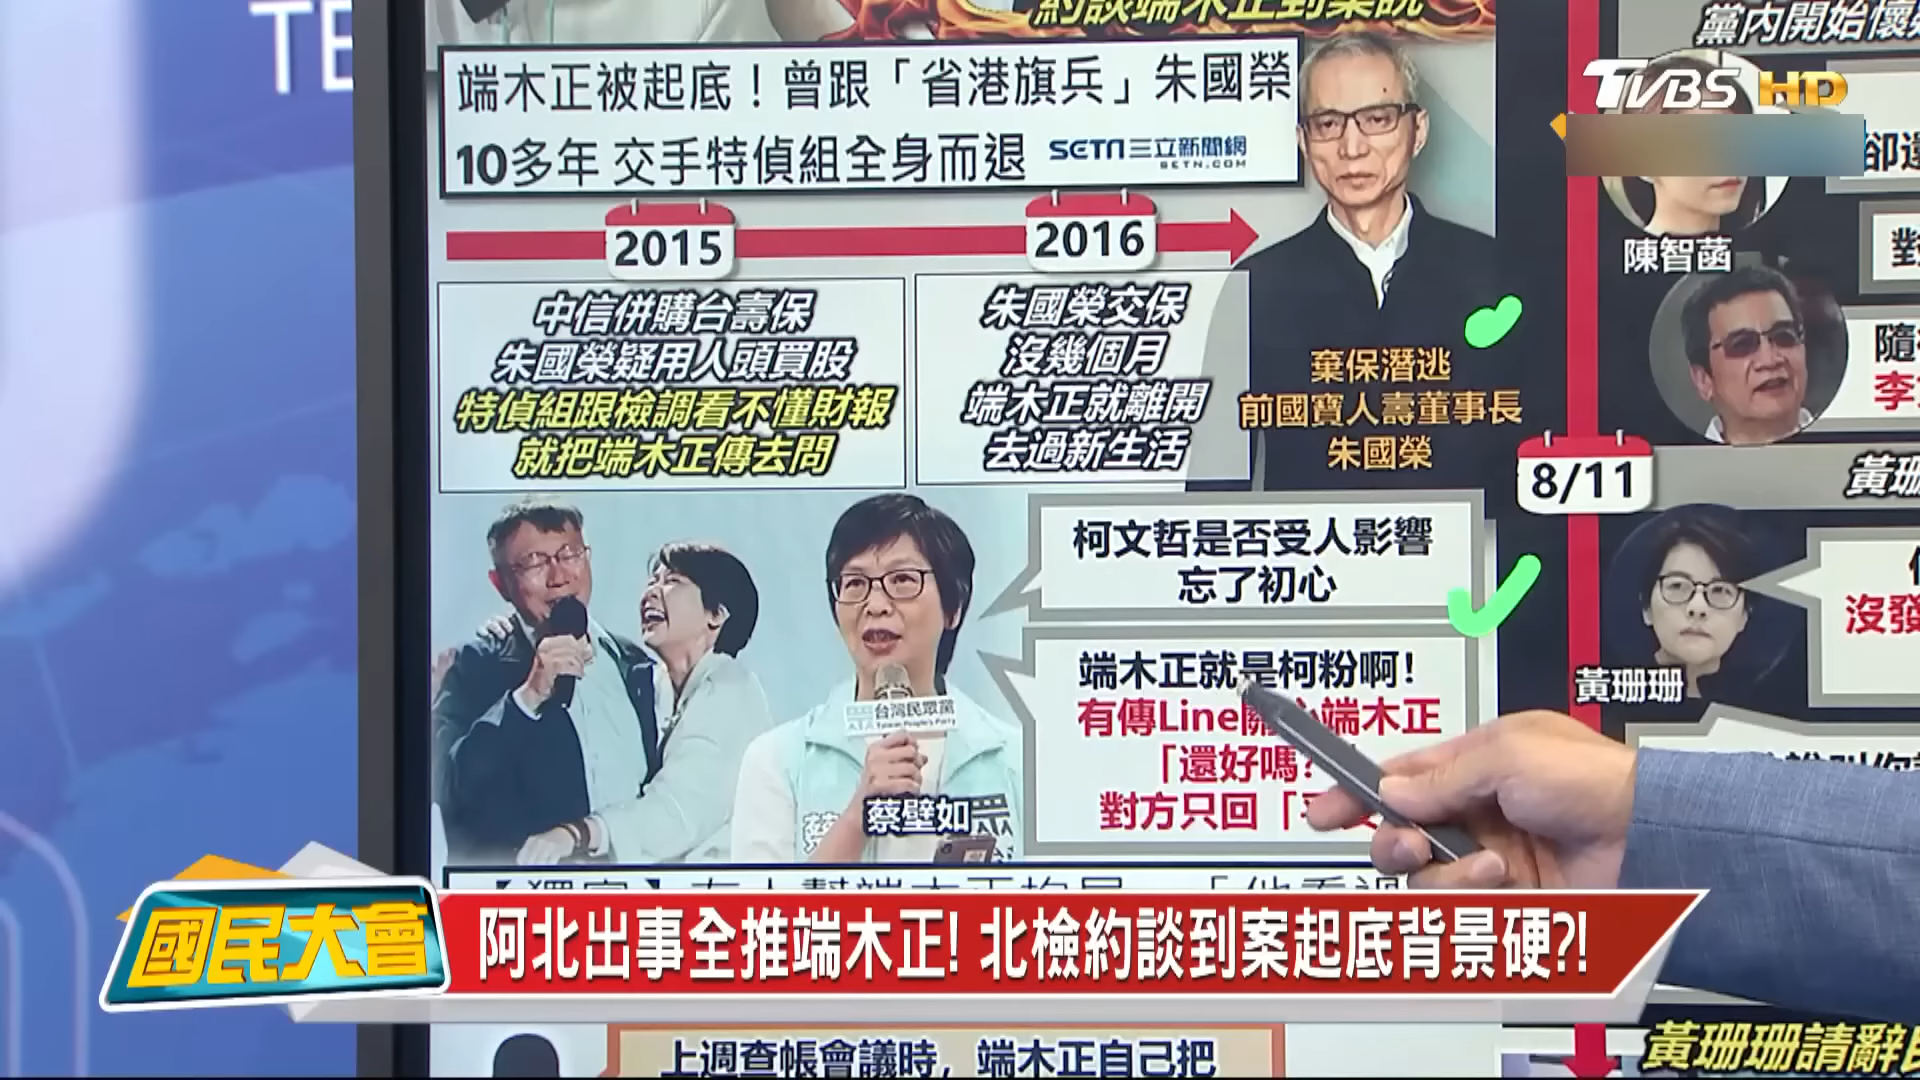 TE
約談端木正到案說
端木正被起底！曾跟「省港旗兵」朱國榮
10多年 交手特偵組全身而退
SETN三立新聞網
SETN.COM
2015
2016
中信併購台壽保
朱國榮疑用人頭買股
特偵組跟檢調看不懂財報
就把端木正傳去問
朱國榮交保
沒幾個月
端木正就離開
去過新生活
棄保潛逃
前國寶人壽董事長
朱國榮
柯文哲是否受人影響
忘了初心
端木正就是柯粉啊！
有傳Line關心端木正
「還好嗎？
對方只回「
台灣民眾黨
Taiwan People's Party
蔡壁如
黨內開始懷
TVBS HD
卻
陳智菡
對
隨
李
8/11
黃珊
黃珊珊
沒發
國民大會
阿北出事全推端木正! 北檢約談到案起底背景硬?!
上週查帳會議時，端木正自己把
黃珊珊請辭